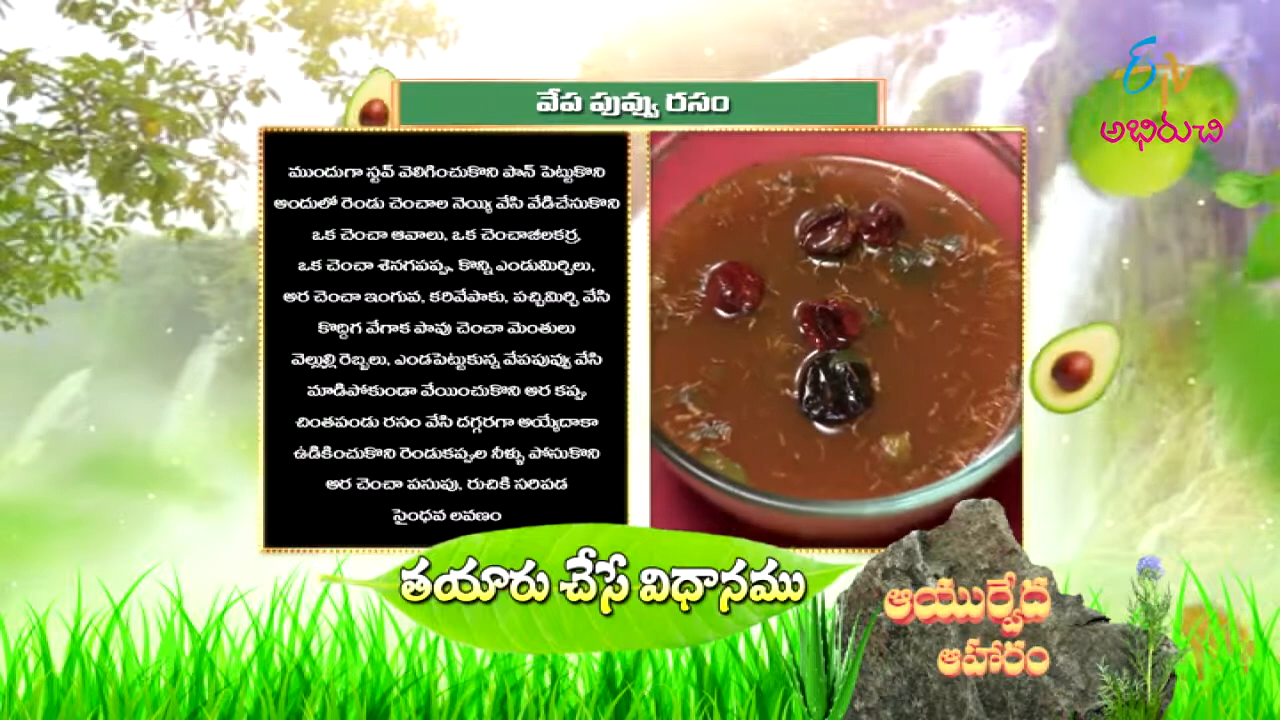 వేప పువ్వు రసం
ETV
అభిరుచి
ముందుగా స్టవ్ వెలిగించుకొని పాన్ పెట్టుకొని
అందులో రెండు చెంచాల నెయ్యి వేసి వేడిచేసుకొని
ఒక చెంచా ఆవాలు, ఒక చెంచాజీలకర్ర,
ఒక చెంచా శెనగపప్పు, కొన్ని ఎండుమిర్చిలు,
అర చెంచా ఇంగువ, కరివేపాకు, పచ్చిమిర్చి వేసి
కొద్దిగ వేగాక పావు చెంచా మెంతులు
వెల్లుల్లి రెబ్బలు, ఎండపెట్టుకున్న వేపపువ్వు వేసి
మాడిపోకుండా వేయించుకొని అర కప్పు
చింతపండు రసం వేసి దగ్గరగా అయ్యేదాకా
ఉడికించుకొని రెండుకప్పుల నీళ్ళు పోసుకొని
అర చెంచా పసుపు, రుచికి సరిపడ
సైంధవ లవణం
తయారు చేసే విధానము
ఆయుర్వేద
ఆహారం